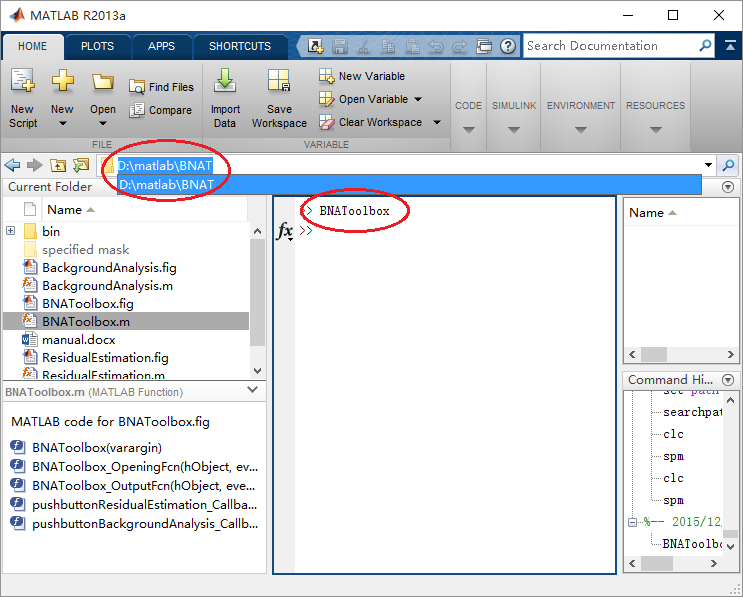 MATLAB R2013a
HOME PLOTS APPS SHORTCUTS Search Documentation
New Script New Open Find Files Compare Import Data Save Workspace New Variable Open Variable Clear Workspace CODE SIMULINK ENVIRONMENT RESOURCES
FILE VARIABLE
D:\matlab\BNAT
D:\matlab\BNAT
Current Folder
Name
bin
specified mask
BackgroundAnalysis.fig
BackgroundAnalysis.m
BNAToolbox.fig
BNAToolbox.m
manual.docx
ResidualEstimation.fig
ResidualEstimation.m
BNAToolbox.m (MATLAB Function)
MATLAB code for BNAToolbox.fig
BNAToolbox(varargin)
BNAToolbox_OpeningFcn(hObject, ev...
BNAToolbox_OutputFcn(hObject, eve...
pushbuttonResidualEstimation_Callba...
pushbuttonBackgroundAnalysis_Callb...
>> BNAToolbox
fx >>
Name
Command Hi...
set path
searchpat
clc
spm
clc
spm
%-- 2015/12/
BNAToolbo